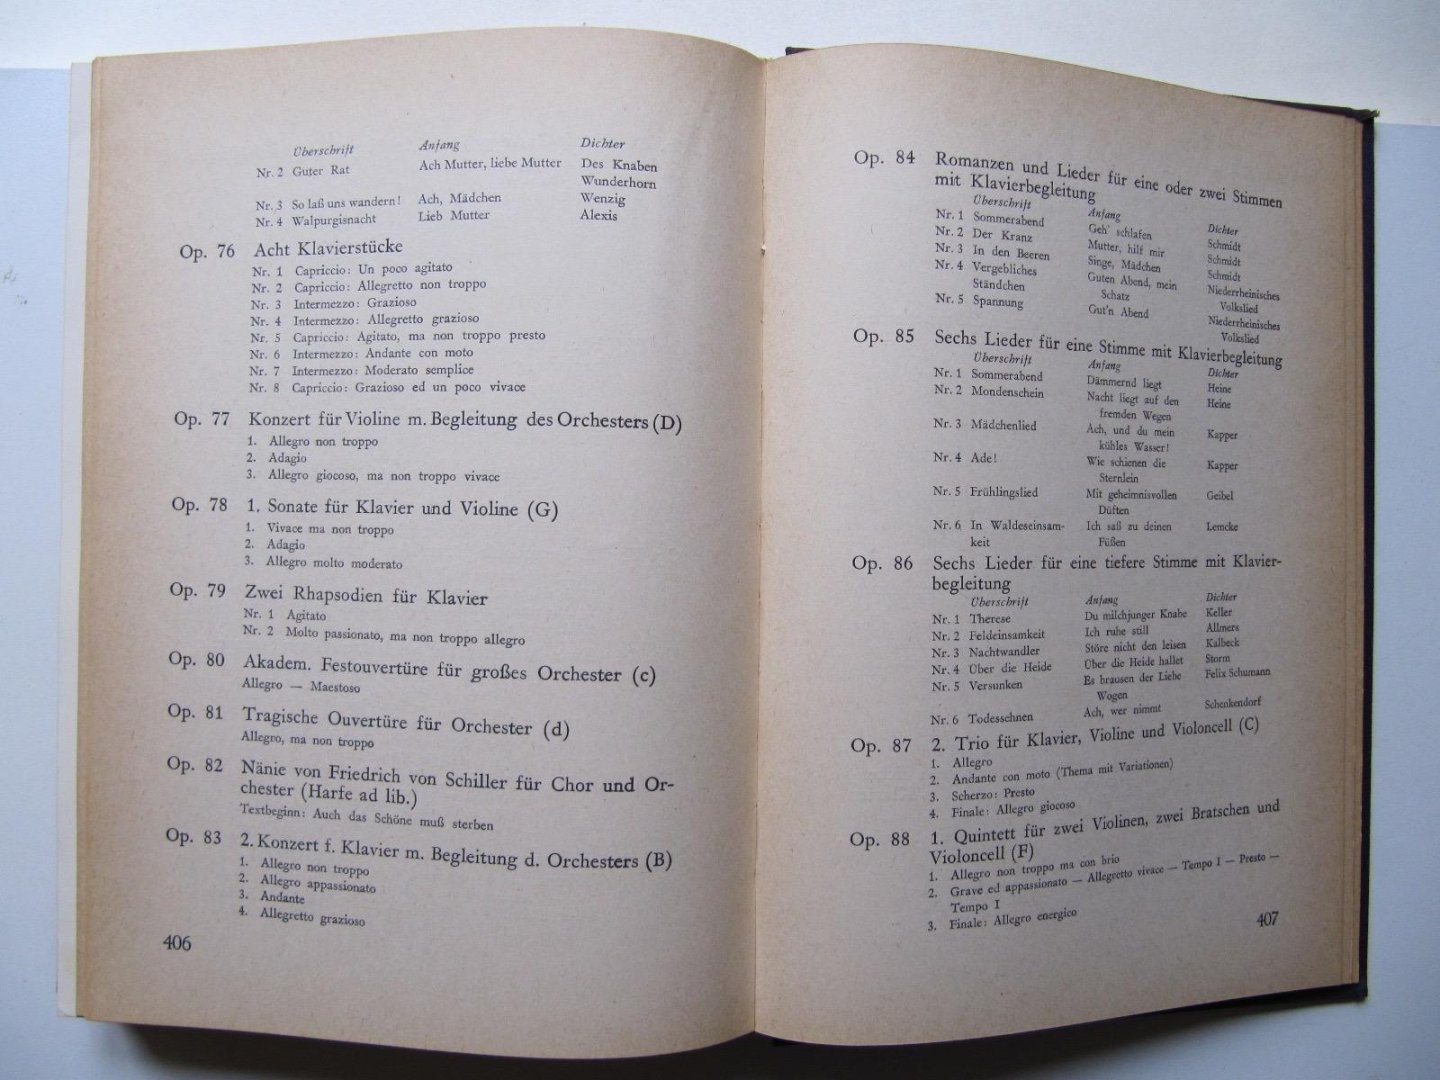 Überschrift Anfang Dichter
Nr. 2 Guter Rat Ach Mutter, liebe Mutter Des Knaben
Wunderhorn
Nr. 3 So laß uns wandern! Ach, Mädchen Wenzig
Nr. 4 Walpurgisnacht Lieb Mutter Alexis
Op. 76 Acht Klavierstücke
Nr. 1 Capriccio: Un poco agitato
Nr. 2 Capriccio: Allegretto non troppo
Nr. 3 Intermezzo: Grazioso
Nr. 4 Intermezzo: Allegretto grazioso
Nr. 5 Capriccio: Agitato, ma non troppo presto
Nr. 6 Intermezzo: Andante con moto
Nr. 7 Intermezzo: Moderato semplice
Nr. 8 Capriccio: Grazioso ed un poco vivace
Op. 77 Konzert für Violine m. Begleitung des Orchesters (D)
1. Allegro non troppo
2. Adagio
3. Allegro giocoso, ma non troppo vivace
Op. 78 1. Sonate für Klavier und Violine (G)
1. Vivace ma non troppo
2. Adagio
3. Allegro molto moderato
Op. 79 Zwei Rhapsodien für Klavier
Nr. 1 Agitato
Nr. 2 Molto passionato, ma non troppo allegro
Op. 80 Akadem. Festouvertüre für großes Orchester (c)
Allegro — Maestoso
Op. 81 Tragische Ouvertüre für Orchester (d)
Allegro, ma non troppo
Op. 82 Nänie von Friedrich von Schiller für Chor und Or-
chester (Harfe ad lib.)
Textbeginn: Auch das Schöne muß sterben
Op. 83 2. Konzert f. Klavier m. Begleitung d. Orchesters (B)
1. Allegro non troppo
2. Allegro appassionato
3. Andante
4. Allegretto grazioso
406
Op. 84 Romanzen und Lieder für eine oder zwei Stimmen
mit Klavierbegleitung
Überschrift Anfang Dichter
Nr. 1 Sommerabend Geh' schlafen Schmidt
Nr. 2 Der Kranz Mutter, hilf mir Schmidt
Nr. 3 In den Beeren Singe, Mädchen Schmidt
Nr. 4 Vergebliches Guten Abend, mein Niederrheinisches
Ständchen Schatz Volkslied
Nr. 5 Spannung Gut'n Abend Niederrheinisches
Volkslied
Op. 85 Sechs Lieder für eine Stimme mit Klavierbegleitung
Überschrift Anfang Dichter
Nr. 1 Sommerabend Dämmernd liegt Heine
Nr. 2 Mondenschein Nacht liegt auf den Heine
fremden Wegen
Nr. 3 Mädchenlied Ach, und du mein Kapper
kühles Wasser!
Nr. 4 Ade! Wie schienen die Kapper
Sternlein
Nr. 5 Frühlingslied Mit geheimnisvollen Geibel
Düften
Nr. 6 In Waldeseinsam- Ich saß zu deinen Lemcke
keit Füßen
Op. 86 Sechs Lieder für eine tiefere Stimme mit Klavier-
begleitung
Überschrift Anfang Dichter
Nr. 1 Therese Du milchjunger Knabe Keller
Nr. 2 Feldeinsamkeit Ich ruhe still Allmers
Nr. 3 Nachtwandler Störe nicht den leisen Kalbeck
Nr. 4 Über die Heide Über die Heide hallet Storm
Nr. 5 Versunken Es brausen der Liebe Felix Schumann
Wogen
Nr. 6 Todessehnen Ach, wer nimmt Schenkendorf
Op. 87 2. Trio für Klavier, Violine und Violoncell (C)
1. Allegro
2. Andante con moto (Thema mit Variationen)
3. Scherzo: Presto
4. Finale: Allegro giocoso
Op. 88 1. Quintett für zwei Violinen, zwei Bratschen und
Violoncell (F)
1. Allegro non troppo ma con brio
2. Grave ed appassionato — Allegretto vivace — Tempo I — Presto —
Tempo I
3. Finale: Allegro energico
407